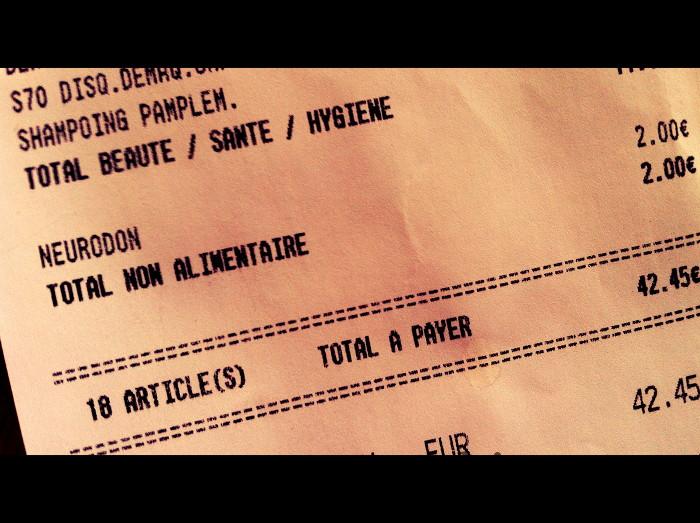 S70 DISQ.DEMAQ.
SHAMPOING PAMPLEM.
TOTAL BEAUTE / SANTE / HYGIENE
NEURODON 2.00€
TOTAL NON ALIMENTAIRE 2.00€
18 ARTICLE(S) TOTAL A PAYER 42.45€
EUR 42.45